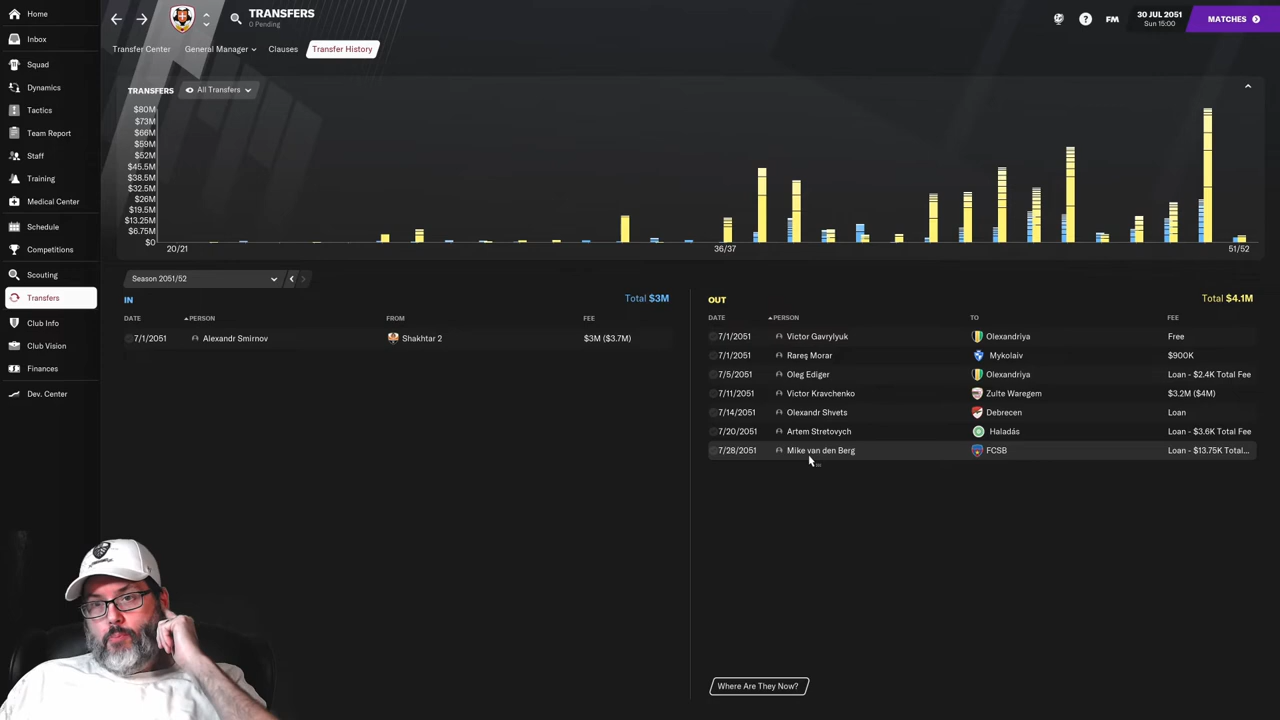 Home
Inbox
Squad
Dynamics
Tactics
Team Report
Staff
Training
Medical Center
Schedule
Competitions
Scouting
Transfers
Club Info
Club Vision
Finances
Dev. Center
TRANSFERS
0 Pending
FM
30 JUL 2051
Sun 15:00
MATCHES
Transfer Center
General Manager
Clauses
Transfer History
TRANSFERS
All Transfers
$80M
$73M
$66M
$59M
$52M
$45.5M
$38.5M
$32.5M
$26M
$19.5M
$13.25M
$6.75M
$0
20/21
36/37
51/52
Season 2051/52
IN
Total $3M
DATE PERSON FROM FEE
7/1/2051 Alexandr Smirnov Shakhtar 2 $3M ($3.7M)
OUT
Total $4.1M
DATE PERSON TO FEE
7/1/2051 Victor Gavrylyuk Olexandriya Free
7/1/2051 Rareș Morar Mykolaiv $900K
7/5/2051 Oleg Ediger Olexandriya Loan - $2.4K Total Fee
7/11/2051 Victor Kravchenko Zulte Waregem $3.2M ($4M)
7/14/2051 Olexandr Shvets Debrecen Loan
7/20/2051 Artem Stretovych Haladás Loan - $3.6K Total Fee
7/28/2051 Mike van den Berg FCSB Loan - $13.75K Total...
Where Are They Now?